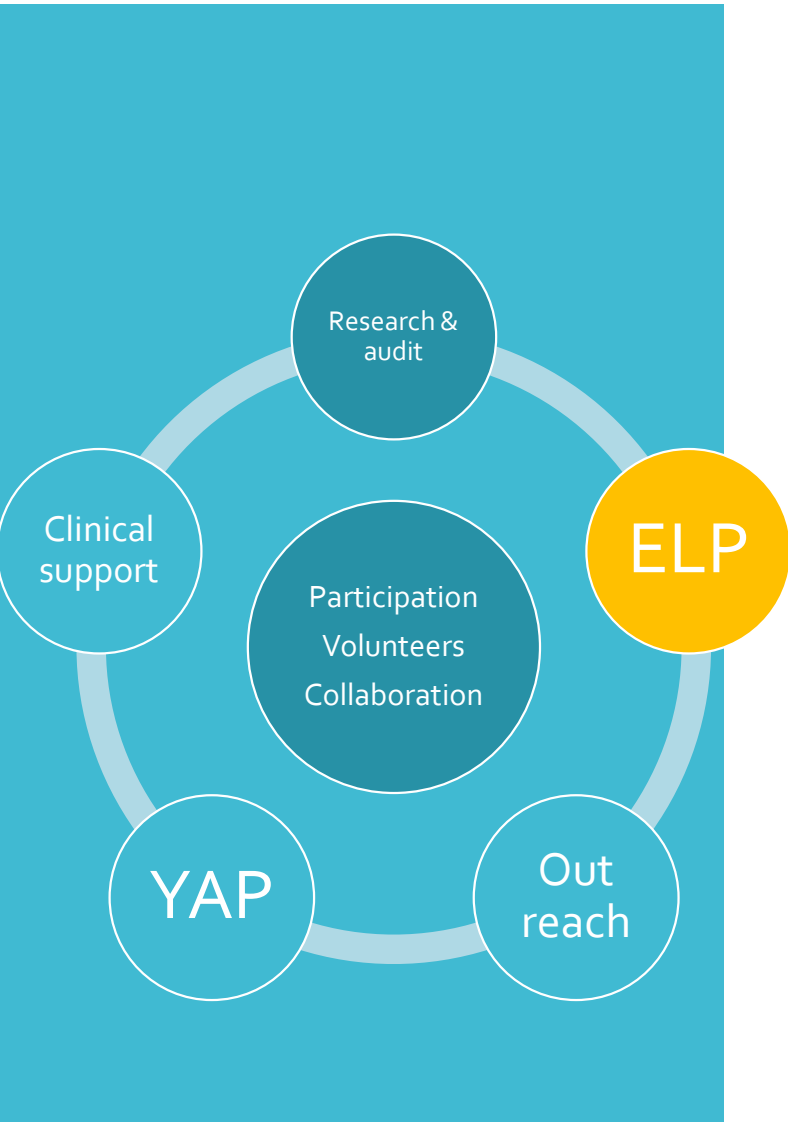 Research &
audit
Clinical
support
ELP
Participation
Volunteers
Collaboration
YAP
Out
reach